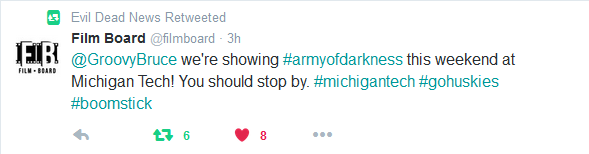 Evil Dead News Retweeted
Film Board @filmboard · 3h
@GroovyBruce we're showing #armyofdarkness this weekend at
Michigan Tech! You should stop by. #michigantech #gohuskies
#boomstick
FB
FILM • BOARD
6 8